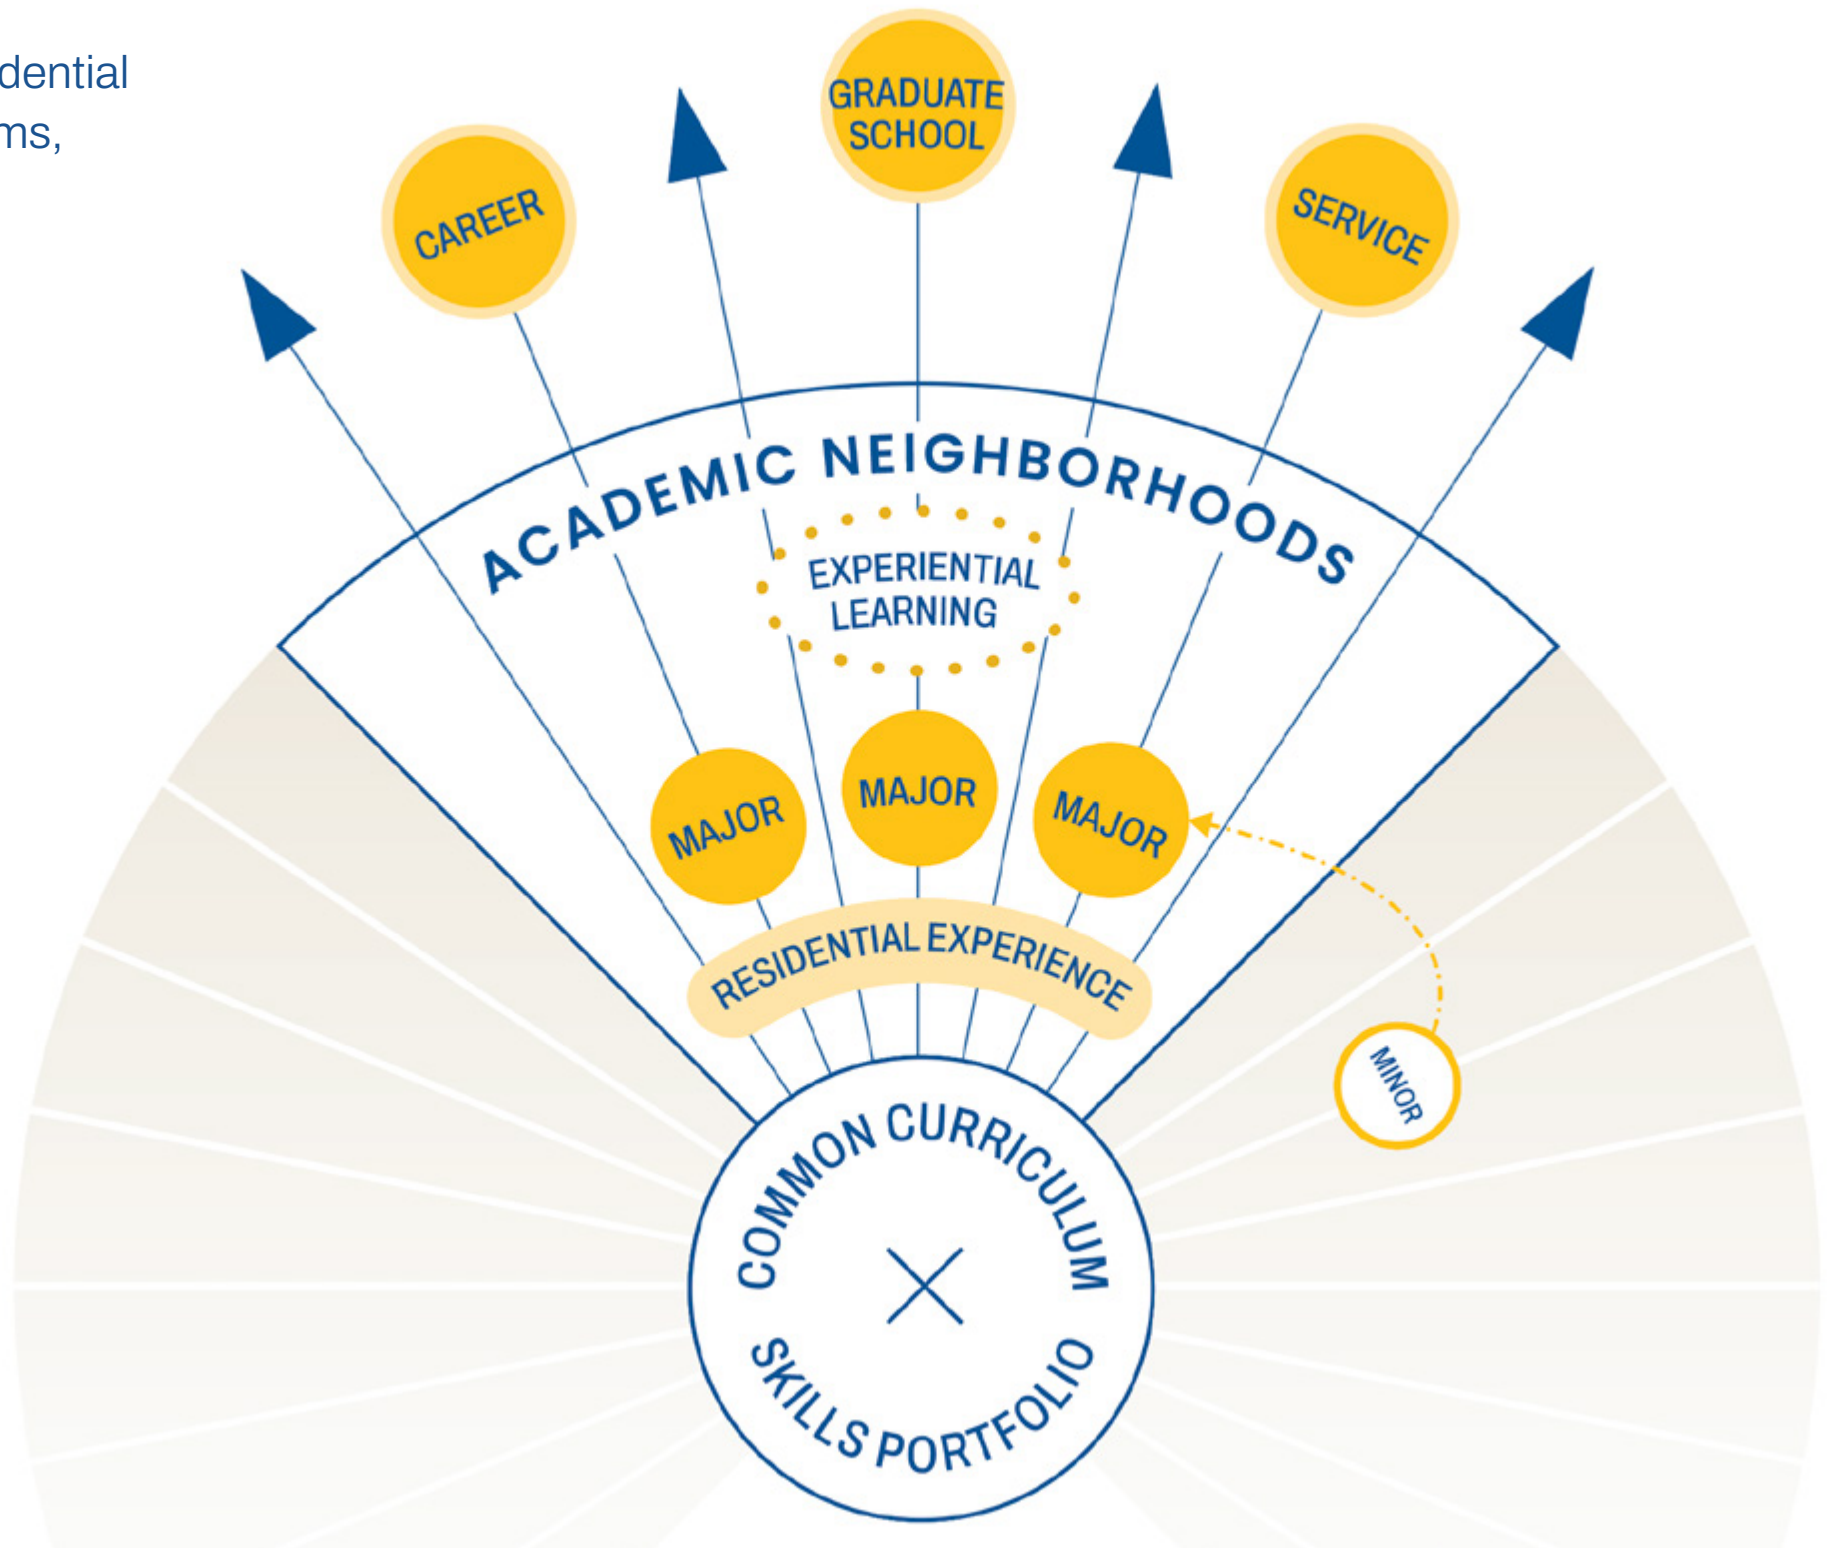 dential
ms,
GRADUATE
SCHOOL
CAREER
SERVICE
ACADEMIC NEIGHBORHOODS
EXPERIENTIAL
LEARNING
MAJOR
MAJOR
MAJOR
RESIDENTIAL EXPERIENCE
MINOR
COMMON CURRICULUM
SKILLS PORTFOLIO